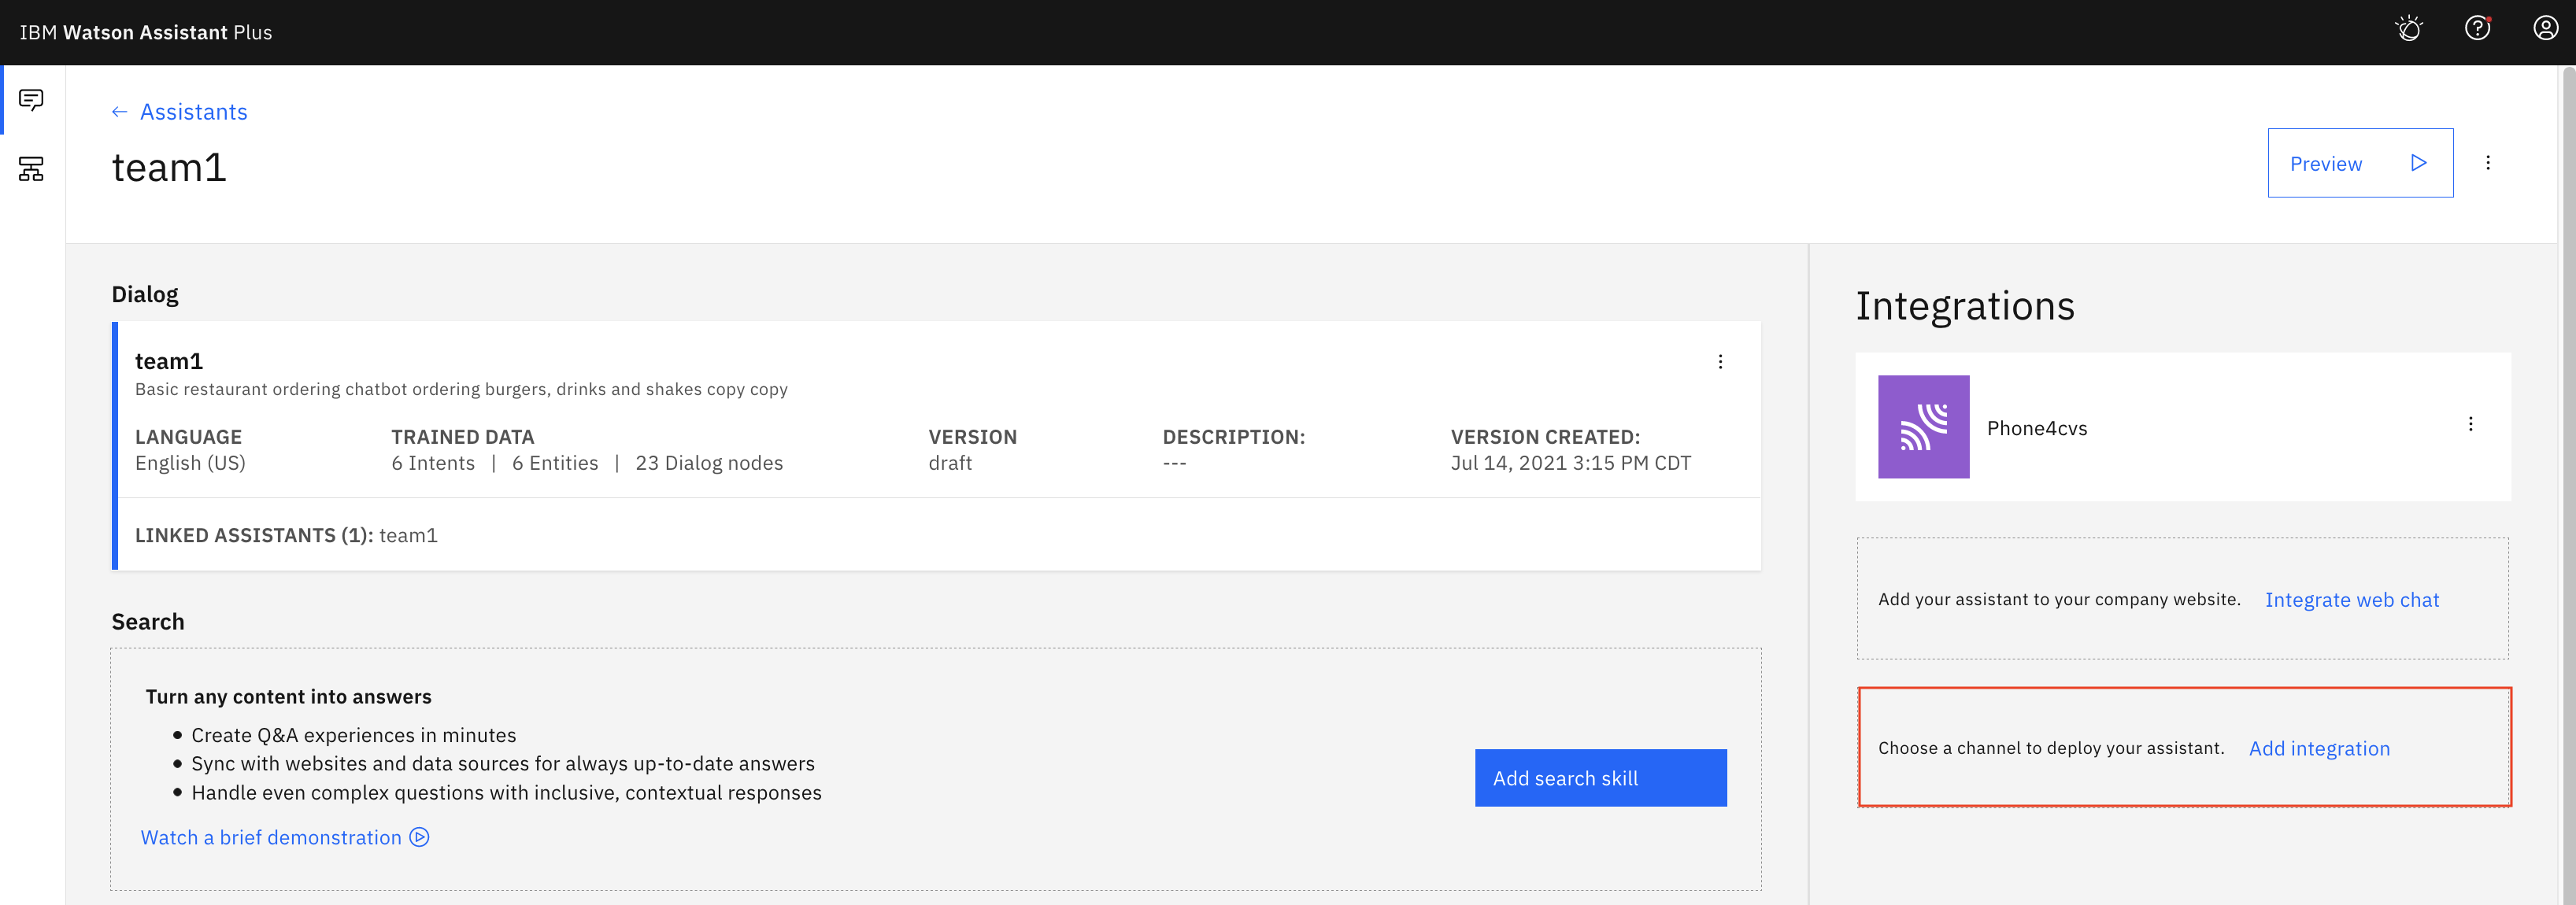 IBM Watson Assistant Plus
← Assistants
team1
Preview
Dialog
team1
Basic restaurant ordering chatbot ordering burgers, drinks and shakes copy copy
LANGUAGE TRAINED DATA VERSION DESCRIPTION: VERSION CREATED:
English (US) 6 Intents | 6 Entities | 23 Dialog nodes draft --- Jul 14, 2021 3:15 PM CDT
LINKED ASSISTANTS (1): team1
Search
Turn any content into answers
• Create Q&A experiences in minutes
• Sync with websites and data sources for always up-to-date answers
• Handle even complex questions with inclusive, contextual responses
Add search skill
Watch a brief demonstration
Integrations
Phone4cvs
Add your assistant to your company website. Integrate web chat
Choose a channel to deploy your assistant. Add integration